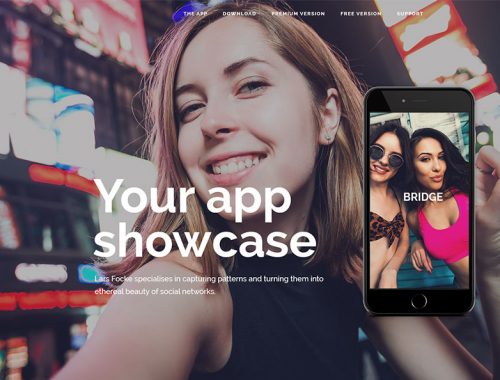 THE APP DOWNLOAD PREMIUM VERSION FREE VERSION SUPPORT
Your app
showcase
Lars Focke specialises in capturing patterns and turning them into
ethereal beauty of social networks.
BRIDGE